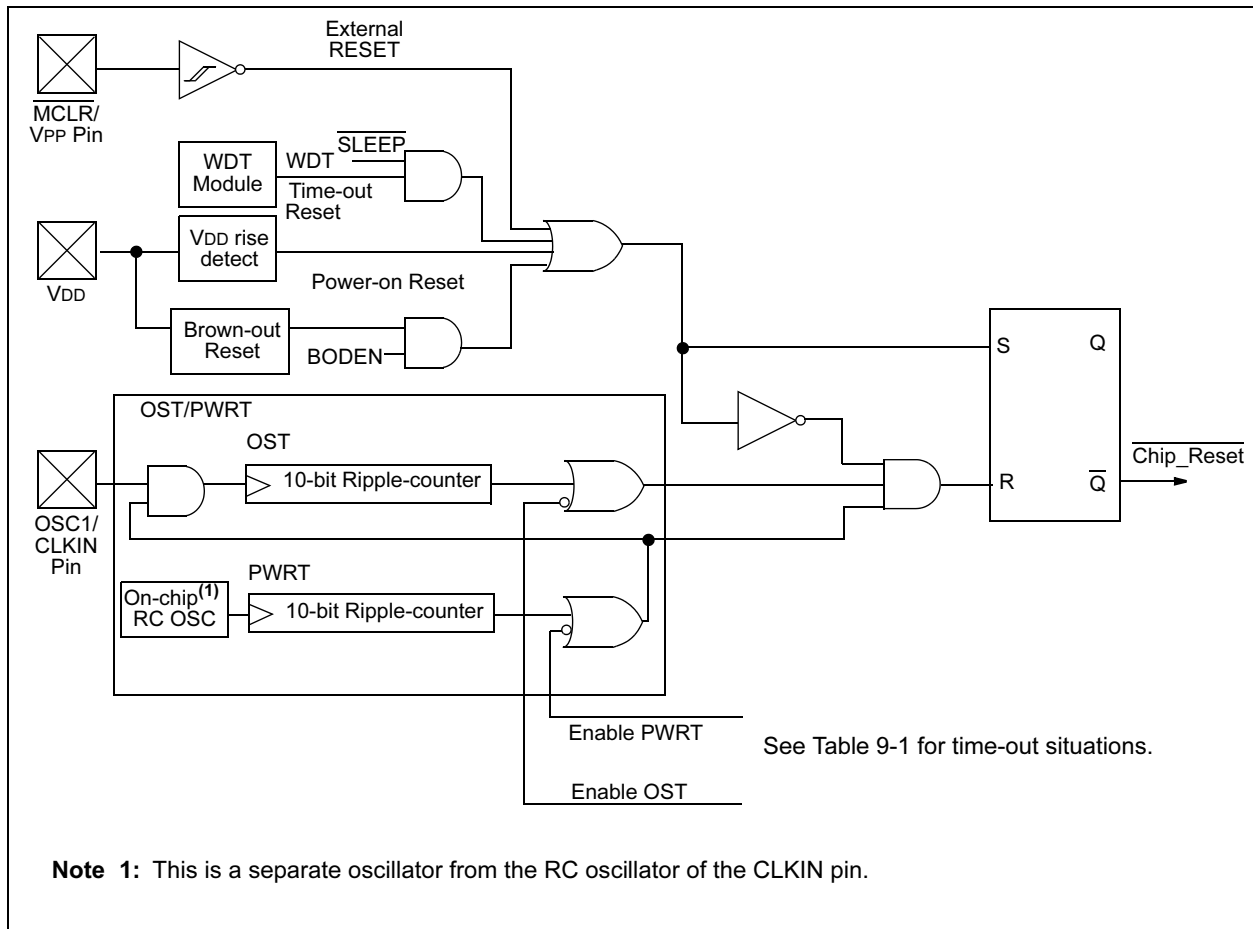 External
RESET
MCLR/
VPP Pin
SLEEP
WDT
Module
WDT
Time-out
Reset
VDD rise
detect
VDD
Power-on Reset
Brown-out
Reset
BODEN
S
Q
OST/PWRT
OST
10-bit Ripple-counter
Chip_Reset
R
Q
OSC1/
CLKIN
Pin
PWRT
On-chip(1)
RC OSC
10-bit Ripple-counter
Enable PWRT
See Table 9-1 for time-out situations.
Enable OST
Note 1: This is a separate oscillator from the RC oscillator of the CLKIN pin.